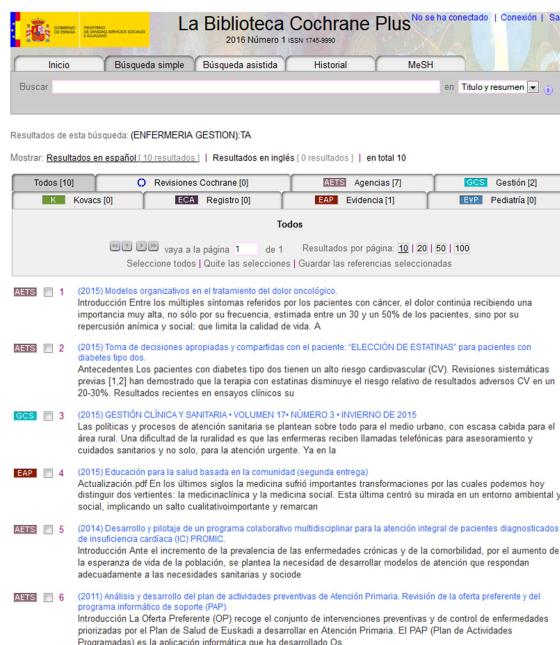 GOBIERNO DE ESPAÑA
MINISTERIO DE SANIDAD, SERVICIOS SOCIALES E IGUALDAD
La Biblioteca Cochrane Plus
2016 Número 1 ISSN 1745-9990
No se ha conectado | Conexión | Sa
Inicio Búsqueda simple Búsqueda asistida Historial MeSH
Buscar en Titulo y resumen
Resultados de esta búsqueda: (ENFERMERIA GESTION):TA
Mostrar: Resultados en español [ 10 resultados ] | Resultados en inglés [ 0 resultados ] | en total 10
Todos [10] Revisiones Cochrane [0] AETS Agencias [7] GCS Gestión [2]
K Kovacs [0] ECA Registro [0] EAP Evidencia [1] EVP Pediatría [0]
Todos
vaya a la página 1 de 1 Resultados por página: 10 | 20 | 50 | 100
Seleccione todos | Quite las selecciones | Guardar las referencias seleccionadas
AETS 1 (2015) Modelos organizativos en el tratamiento del dolor oncológico.
Introducción Entre los múltiples síntomas referidos por los pacientes con cáncer, el dolor continúa recibiendo una
importancia muy alta, no sólo por su frecuencia, estimada entre un 30 y un 50% de los pacientes, sino por su
repercusión anímica y social; que limita la calidad de vida. A
AETS 2 (2015) Toma de decisiones apropiadas y compartidas con el paciente: "ELECCIÓN DE ESTATINAS" para pacientes con
diabetes tipo dos.
Antecedentes Los pacientes con diabetes tipo dos tienen un alto riesgo cardiovascular (CV). Revisiones sistemáticas
previas [1,2] han demostrado que la terapia con estatinas disminuye el riesgo relativo de resultados adversos CV en un
20-30%. Resultados recientes en ensayos clínicos su
GCS 3 (2015) GESTIÓN CLÍNICA Y SANITARIA • VOLUMEN 17• NÚMERO 3 • INVIERNO DE 2015
Las políticas y procesos de atención sanitaria se plantean sobre todo para el medio urbano, con escasa cabida para el
área rural. Una dificultad de la ruralidad es que las enfermeras reciben llamadas telefónicas para asesoramiento y
cuidados sanitarios y no solo, para la atención urgente. Ya en la
EAP 4 (2015) Educación para la salud basada en la comunidad (segunda entrega)
Actualización.pdf En los últimos siglos la medicina sufrió importantes transformaciones por las cuales podemos hoy
distinguir dos vertientes: la medicinaclínica y la medicina social. Esta última centró su mirada en un entorno ambiental y
social, implicando un salto cualitativoimportante y remarcan
AETS 5 (2014) Desarrollo y pilotaje de un programa colaborativo multidisciplinar para la atención integral de pacientes diagnosticados
de insuficiencia cardíaca (IC) PROMIC.
Introducción Ante el incremento de la prevalencia de las enfermedades crónicas y de la comorbilidad, por el aumento de
la esperanza de vida de la población, se plantea la necesidad de desarrollar modelos de atención que respondan
adecuadamente a las necesidades sanitarias y sociode
AETS 6 (2011) Análisis y desarrollo del plan de actividades preventivas de Atención Primaria. Revisión de la oferta preferente y del
programa informático de soporte (PAP).
Introducción La Oferta Preferente (OP) recoge el conjunto de intervenciones preventivas y de control de enfermedades
priorizadas por el Plan de Salud de Euskadi a desarrollar en Atención Primaria. El PAP (Plan de Actividades
Programadas) es la aplicación informática que ha desarrollado Os